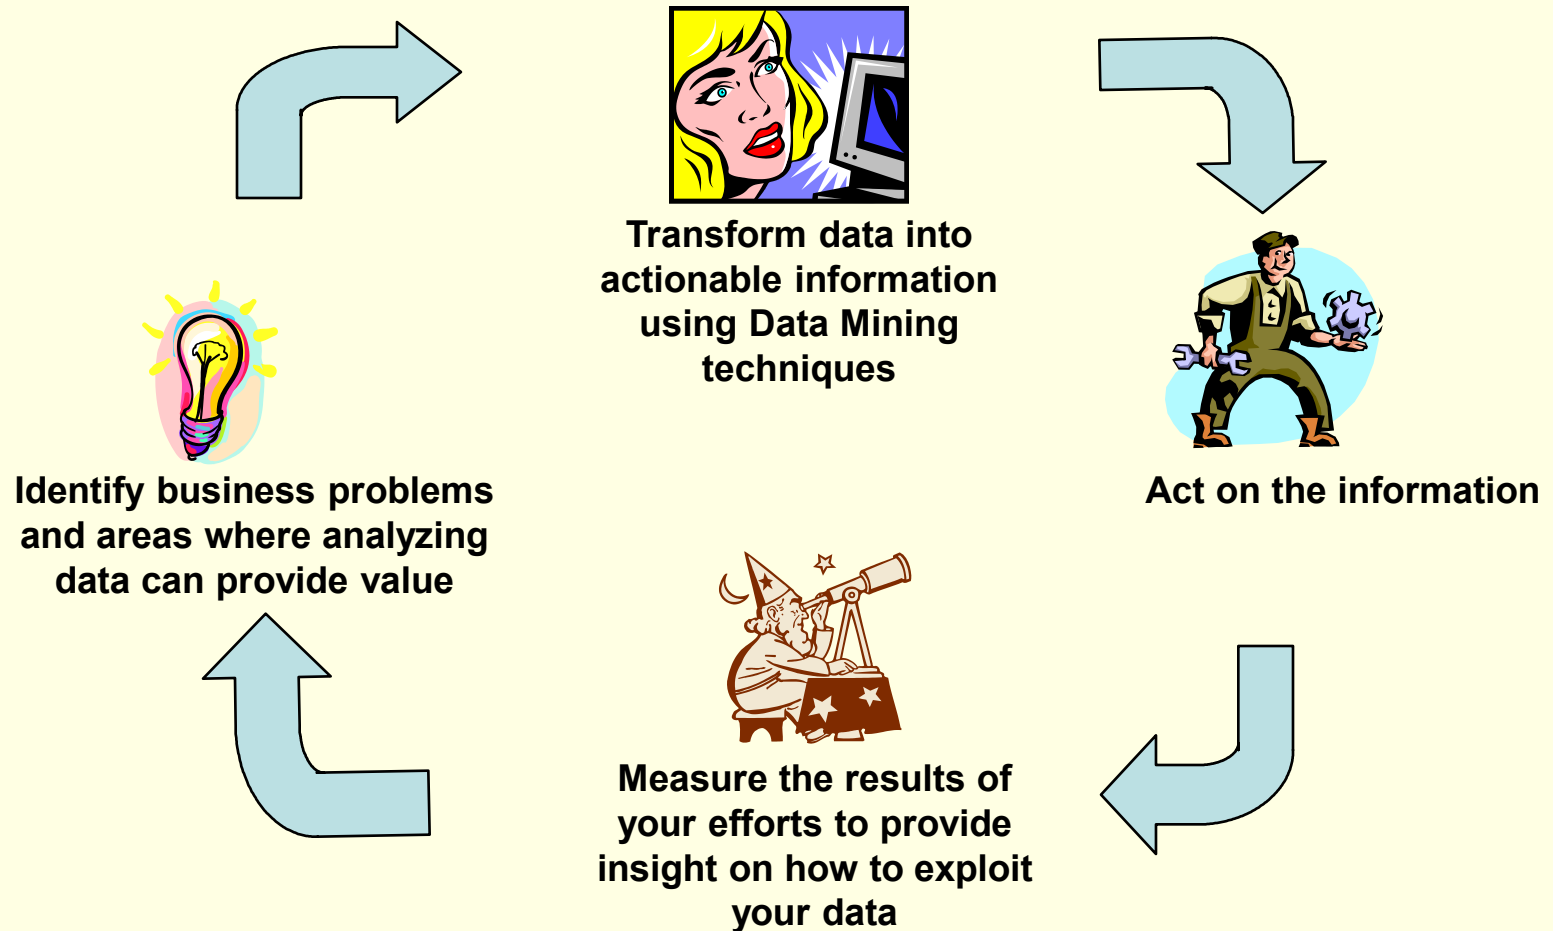 Transform data into
actionable information
using Data Mining
techniques
Identify business problems
and areas where analyzing
data can provide value
Act on the information
Measure the results of
your efforts to provide
insight on how to exploit
your data